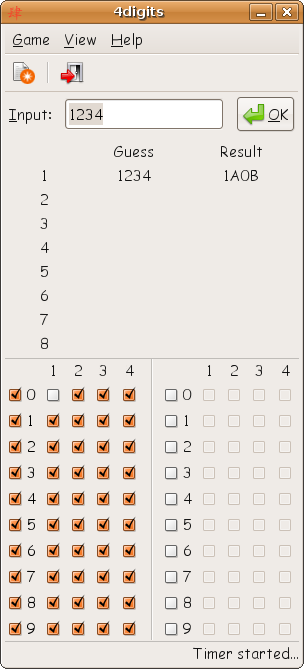 肆 4digits
Game View Help
Input: 1234 OK
Guess Result
1 1234 1A0B
2
3
4
5
6
7
8
1 2 3 4 1 2 3 4
0 0
1 1
2 2
3 3
4 4
5 5
6 6
7 7
8 8
9 9
Timer started...